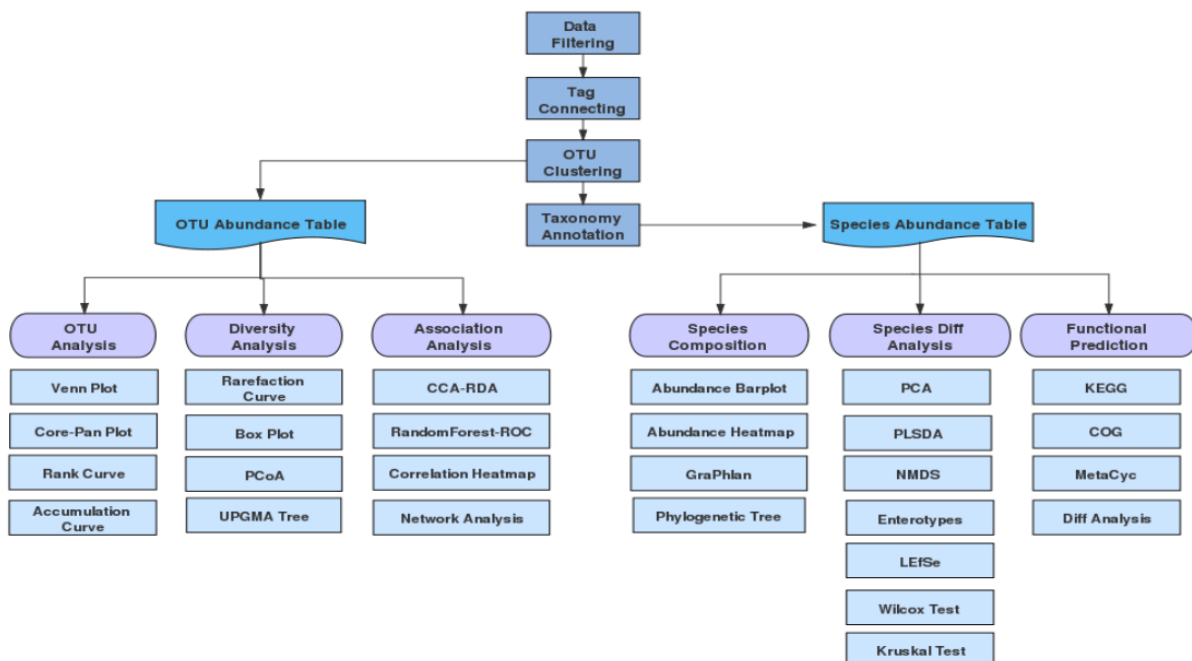 Data
Filtering
Tag
Connecting
OTU
Clustering
Taxonomy
Annotation
OTU Abundance Table
Species Abundance Table
OTU
Analysis
Diversity
Analysis
Association
Analysis
Species
Composition
Species Diff
Analysis
Functional
Prediction
Venn Plot
Core-Pan Plot
Rank Curve
Accumulation
Curve
Rarefaction
Curve
Box Plot
PCoA
UPGMA Tree
CCA-RDA
RandomForest-ROC
Correlation Heatmap
Network Analysis
Abundance Barplot
Abundance Heatmap
GraPhlan
Phylogenetic Tree
PCA
PLSDA
NMDS
Enterotypes
LEfSe
Wilcox Test
Kruskal Test
KEGG
COG
MetaCyc
Diff Analysis